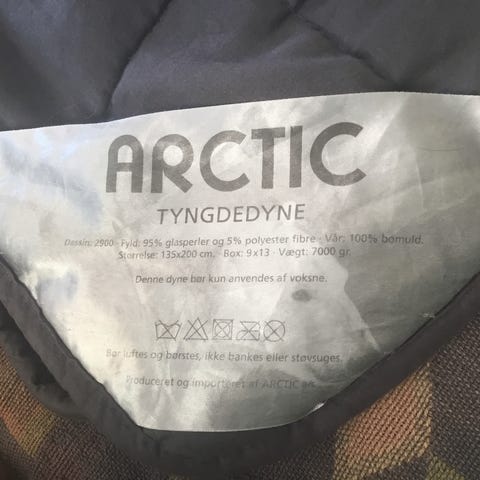 ARCTIC
TYNGDEDYNE
Dessin: 2900 · Fyld: 95% glasperler og 5% polyester fibre · Vår: 100% bomuld.
Størrelse: 135x200 cm. · Box: 9x13 · Vægt: 7000 gr.
Denne dyne bør kun anvendes af voksne.
Bør luftes og børstes, ikke bankes eller støvsuges.
Produceret og importeret af ARCTIC